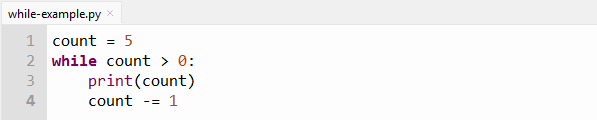 while-example.py ×
1 count = 5
2 while count > 0:
3     print(count)
4     count -= 1